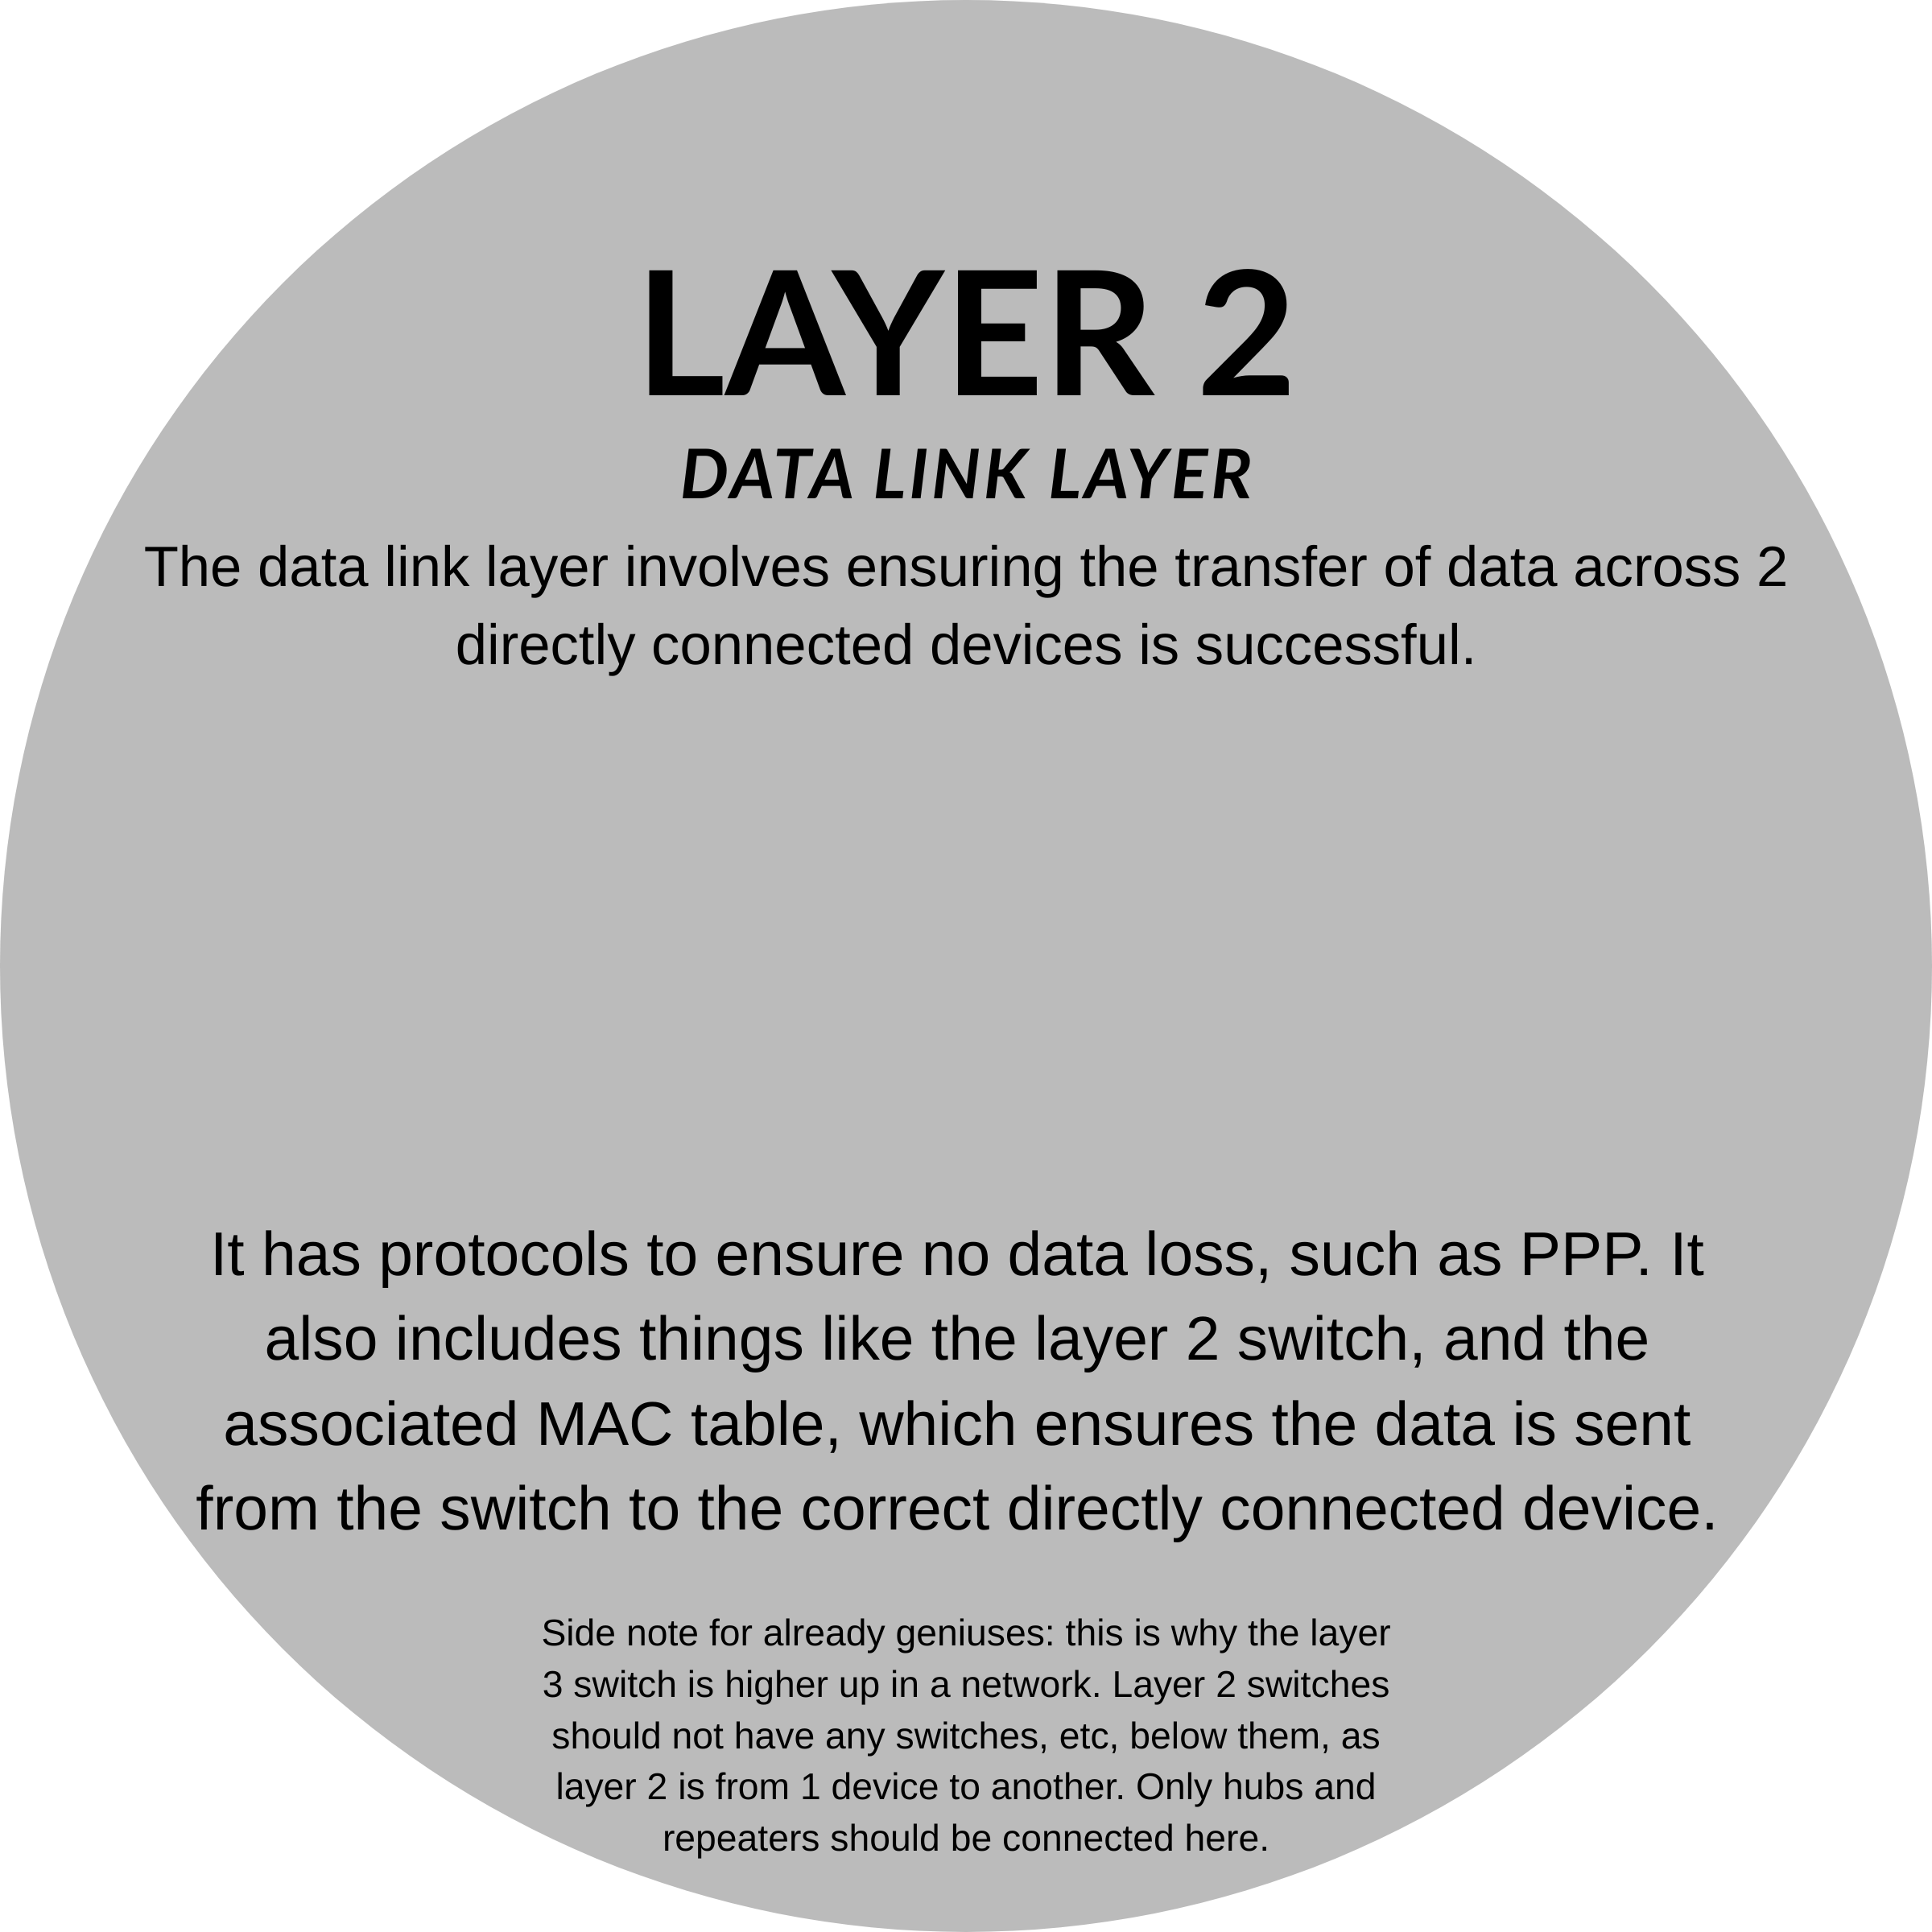 LAYER 2
DATA LINK LAYER
The data link layer involves ensuring the transfer of data across 2
directly connected devices is successful.
It has protocols to ensure no data loss, such as PPP. It
also includes things like the layer 2 switch, and the
associated MAC table, which ensures the data is sent
from the switch to the correct directly connected device.
Side note for already geniuses: this is why the layer
3 switch is higher up in a network. Layer 2 switches
should not have any switches, etc, below them, as
layer 2 is from 1 device to another. Only hubs and
repeaters should be connected here.